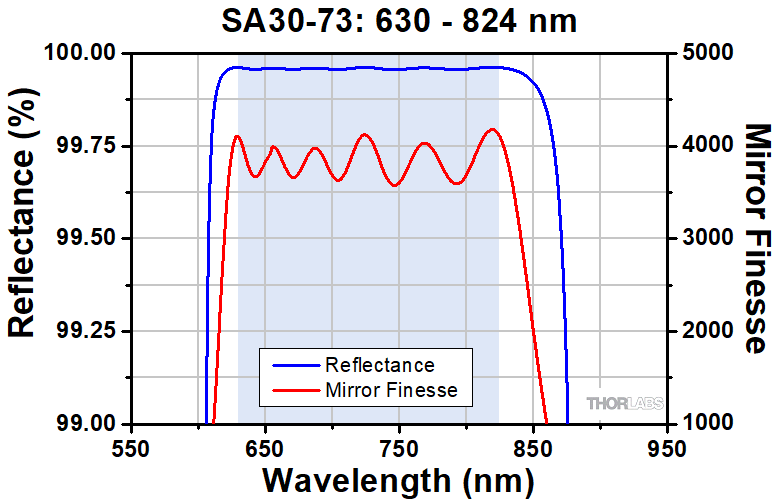 SA30-73: 630 - 824 nm
Reflectance (%)
100.00
99.75
99.50
99.25
99.00
5000
4000
3000
2000
1000
Mirror Finesse
Reflectance
Mirror Finesse
THORLABS
550
650
750
850
950
Wavelength (nm)